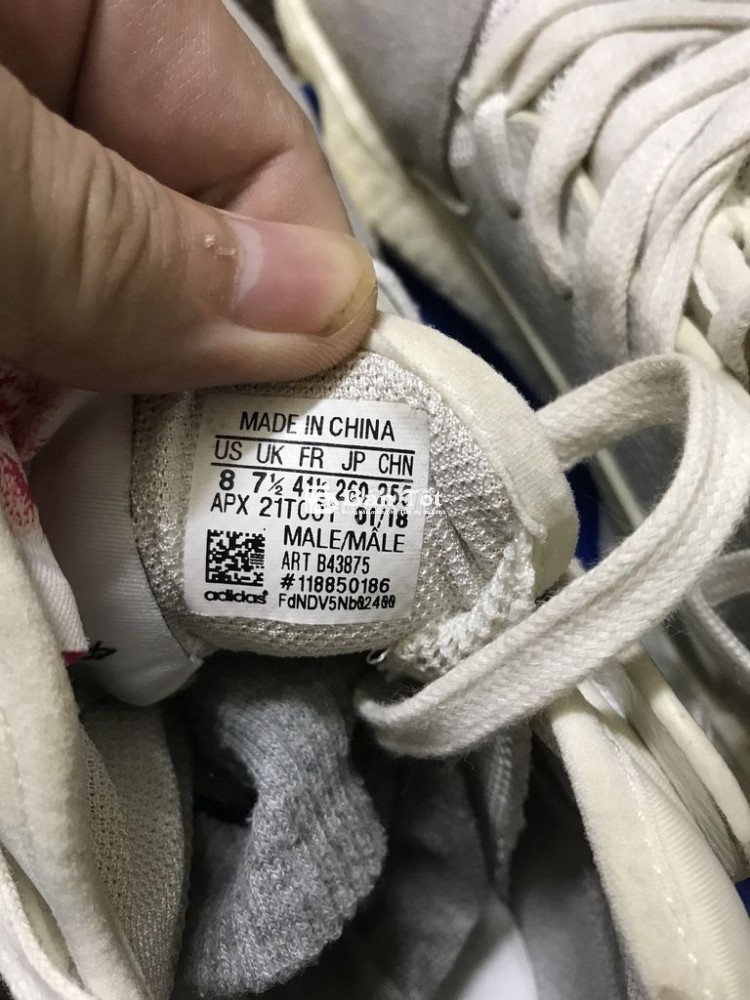 MADE IN CHINA
US UK FR JP CHN
8 7½ 41⅓ 260 255
APX 21T001 01/18
MALE/MÂLE
ART B43875
#118850186
adidas